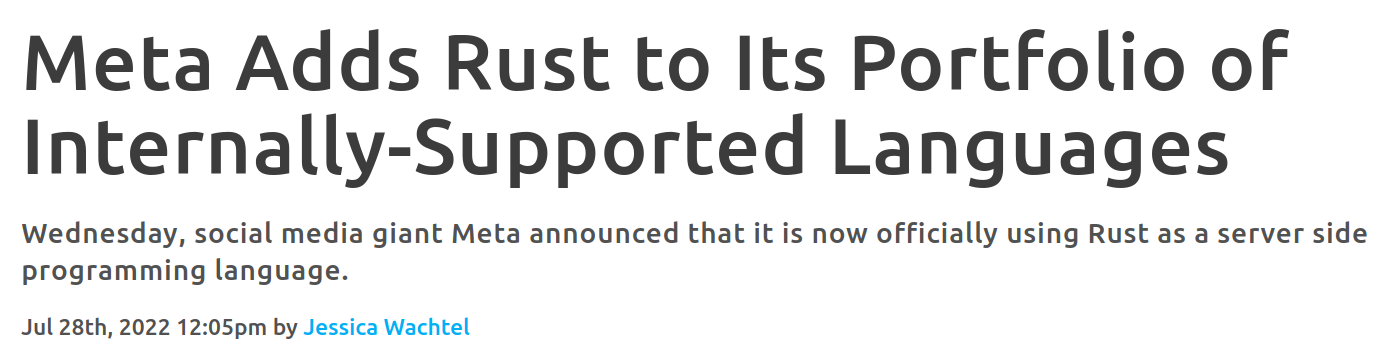 Meta Adds Rust to Its Portfolio of
Internally-Supported Languages
Wednesday, social media giant Meta announced that it is now officially using Rust as a server side
programming language.
Jul 28th, 2022 12:05pm by Jessica Wachtel